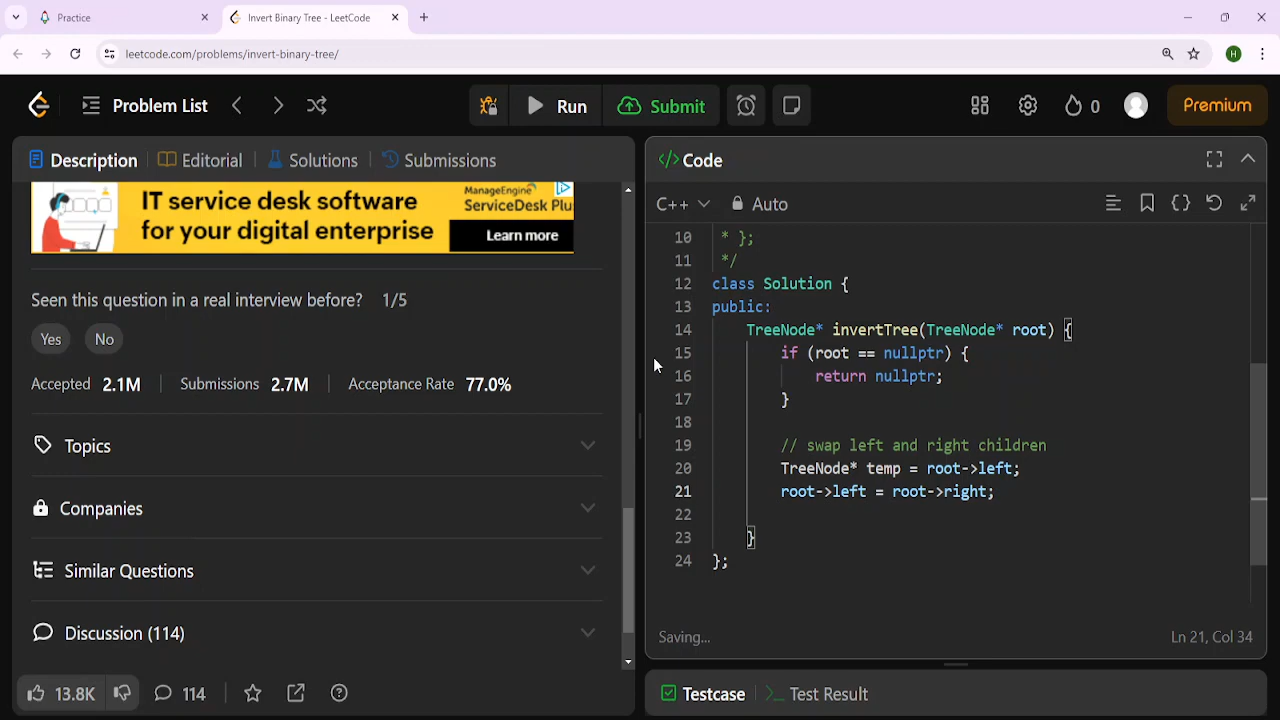 Practice
Invert Binary Tree - LeetCode
leetcode.com/problems/invert-binary-tree/
H
Problem List
Run
Submit
0
Premium
Description
Editorial
Solutions
Submissions
IT service desk software
for your digital enterprise
ManageEngine
ServiceDesk Plu
Learn more
Seen this question in a real interview before? 1/5
Yes
No
Accepted 2.1M
Submissions 2.7M
Acceptance Rate 77.0%
Topics
Companies
Similar Questions
Discussion (114)
13.8K
114
</> Code
C++
Auto
10 * };
11 */
12 class Solution {
13 public:
14 TreeNode* invertTree(TreeNode* root) {
15 if (root == nullptr) {
16 return nullptr;
17 }
18
19 // swap left and right children
20 TreeNode* temp = root->left;
21 root->left = root->right;
22
23 }
24 };
Saving...
Ln 21, Col 34
Testcase
Test Result